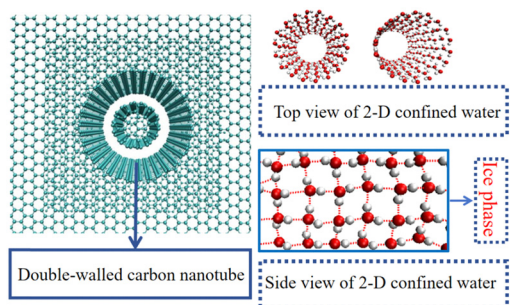 Top view of 2-D confined water
Ice phase
Double-walled carbon nanotube
Side view of 2-D confined water